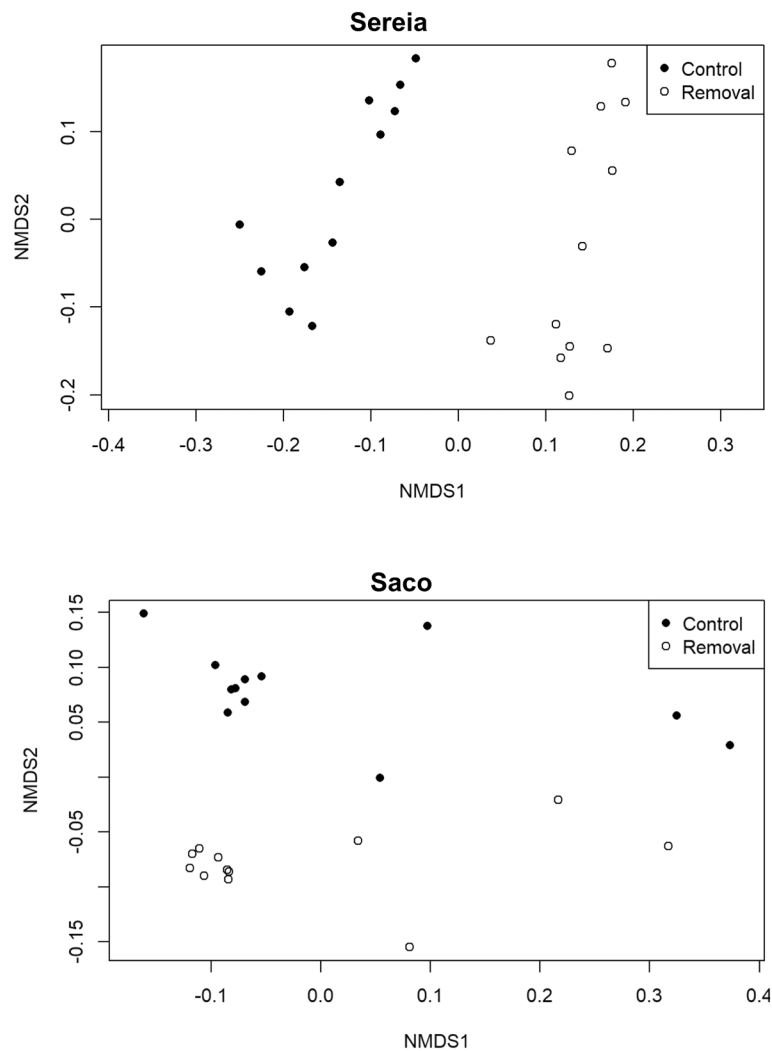 Sereia
Control
Removal
0.1
0.0
-0.1
-0.2
NMDS2
-0.4 -0.3 -0.2 -0.1 0.0 0.1 0.2 0.3
NMDS1
Saco
Control
Removal
0.15
0.10
0.05
-0.05
-0.15
NMDS2
-0.1 0.0 0.1 0.2 0.3 0.4
NMDS1